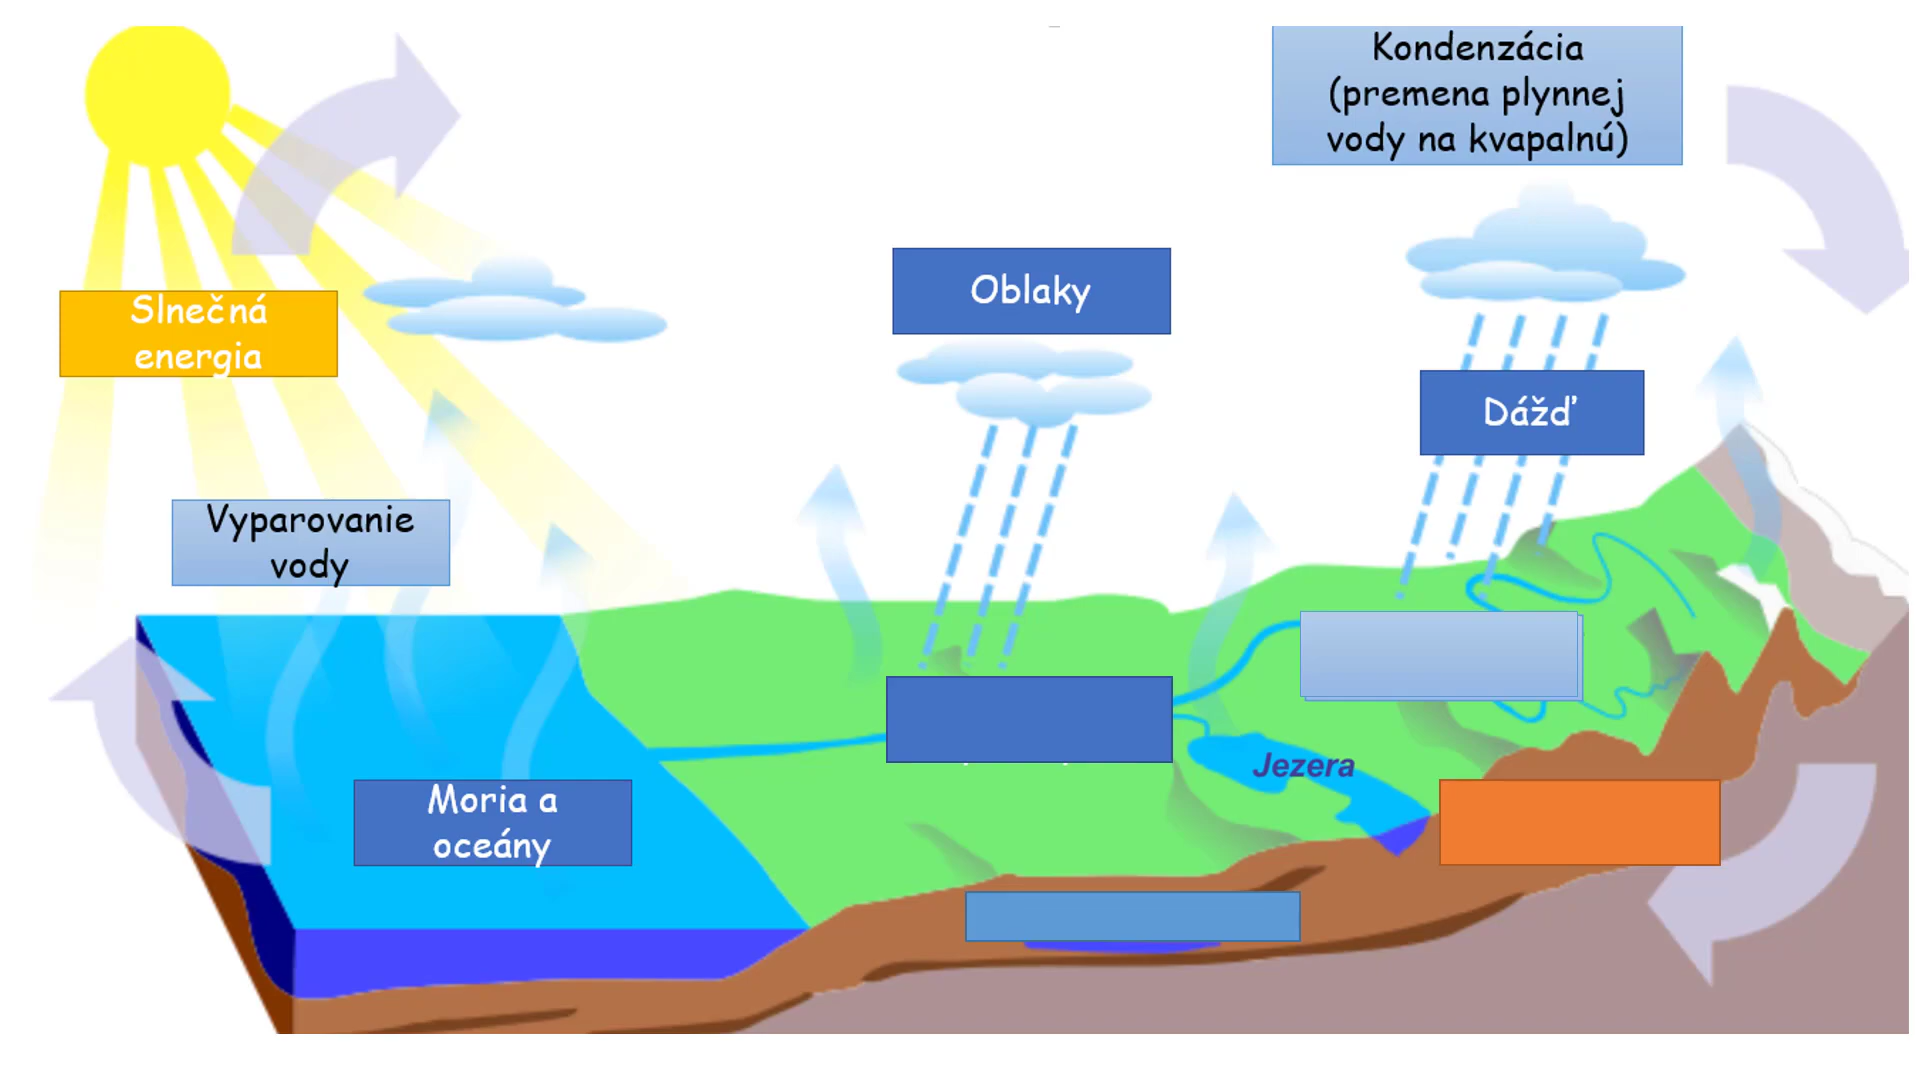 Kondenzácia
(premena plynnej
vody na kvapalnú)
Oblaky
Slnečná
energia
Dážď
Vyparovanie
vody
Jezera
Moria a
oceány